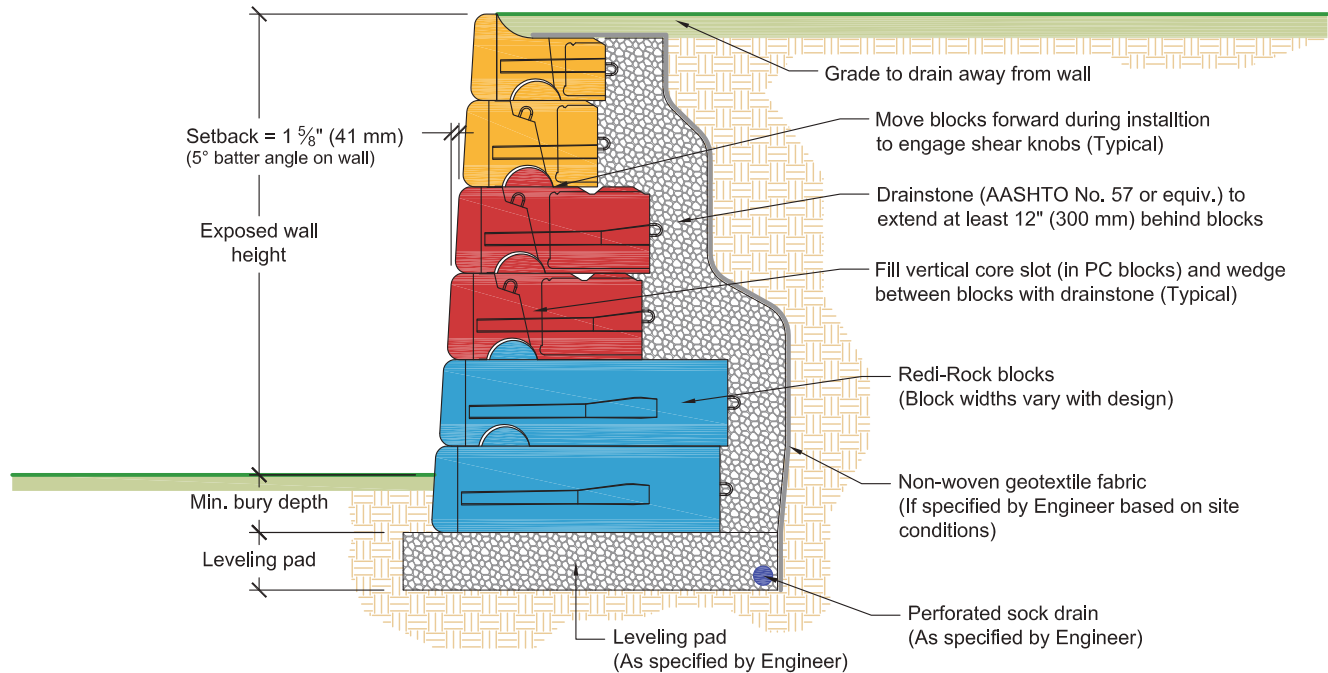 Grade to drain away from wall
Setback = 1 5⁄8" (41 mm)
(5° batter angle on wall)
Move blocks forward during installtion
to engage shear knobs (Typical)
Drainstone (AASHTO No. 57 or equiv.) to
extend at least 12" (300 mm) behind blocks
Exposed wall
height
Fill vertical core slot (in PC blocks) and wedge
between blocks with drainstone (Typical)
Redi-Rock blocks
(Block widths vary with design)
Min. bury depth
Non-woven geotextile fabric
(If specified by Engineer based on site
conditions)
Leveling pad
Perforated sock drain
(As specified by Engineer)
Leveling pad
(As specified by Engineer)